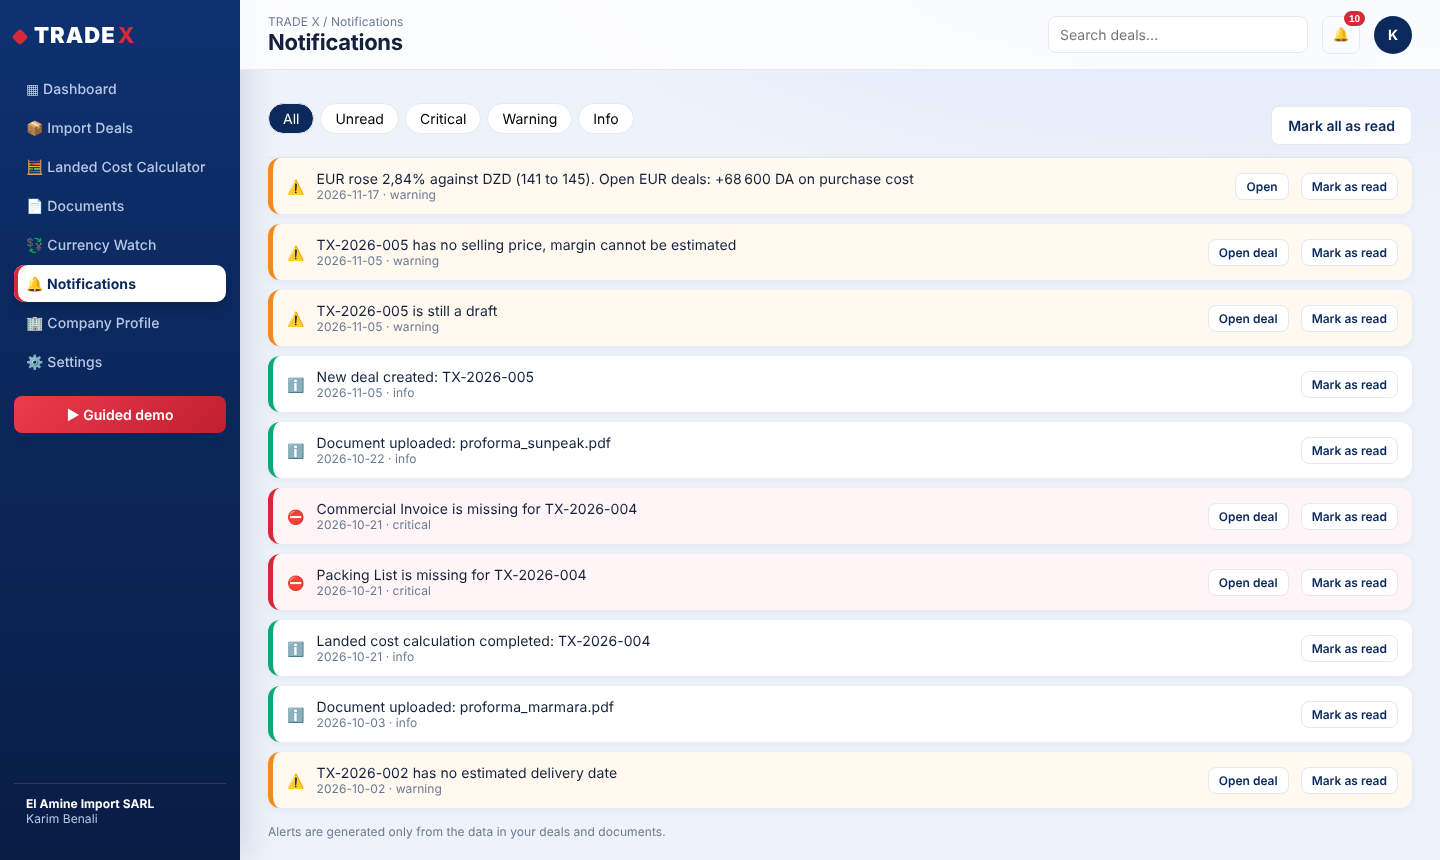 TRADE X
Dashboard
Import Deals
Landed Cost Calculator
Documents
Currency Watch
Notifications
Company Profile
Settings
▶ Guided demo
El Amine Import SARL
Karim Benali
TRADE X / Notifications
Notifications
Search deals...
10
K
All
Unread
Critical
Warning
Info
Mark all as read
EUR rose 2,84% against DZD (141 to 145). Open EUR deals: +68 600 DA on purchase cost
2026-11-17 · warning
Open
Mark as read
TX-2026-005 has no selling price, margin cannot be estimated
2026-11-05 · warning
Open deal
Mark as read
TX-2026-005 is still a draft
2026-11-05 · warning
Open deal
Mark as read
New deal created: TX-2026-005
2026-11-05 · info
Mark as read
Document uploaded: proforma_sunpeak.pdf
2026-10-22 · info
Mark as read
Commercial Invoice is missing for TX-2026-004
2026-10-21 · critical
Open deal
Mark as read
Packing List is missing for TX-2026-004
2026-10-21 · critical
Open deal
Mark as read
Landed cost calculation completed: TX-2026-004
2026-10-21 · info
Mark as read
Document uploaded: proforma_marmara.pdf
2026-10-03 · info
Mark as read
TX-2026-002 has no estimated delivery date
2026-10-02 · warning
Open deal
Mark as read
Alerts are generated only from the data in your deals and documents.